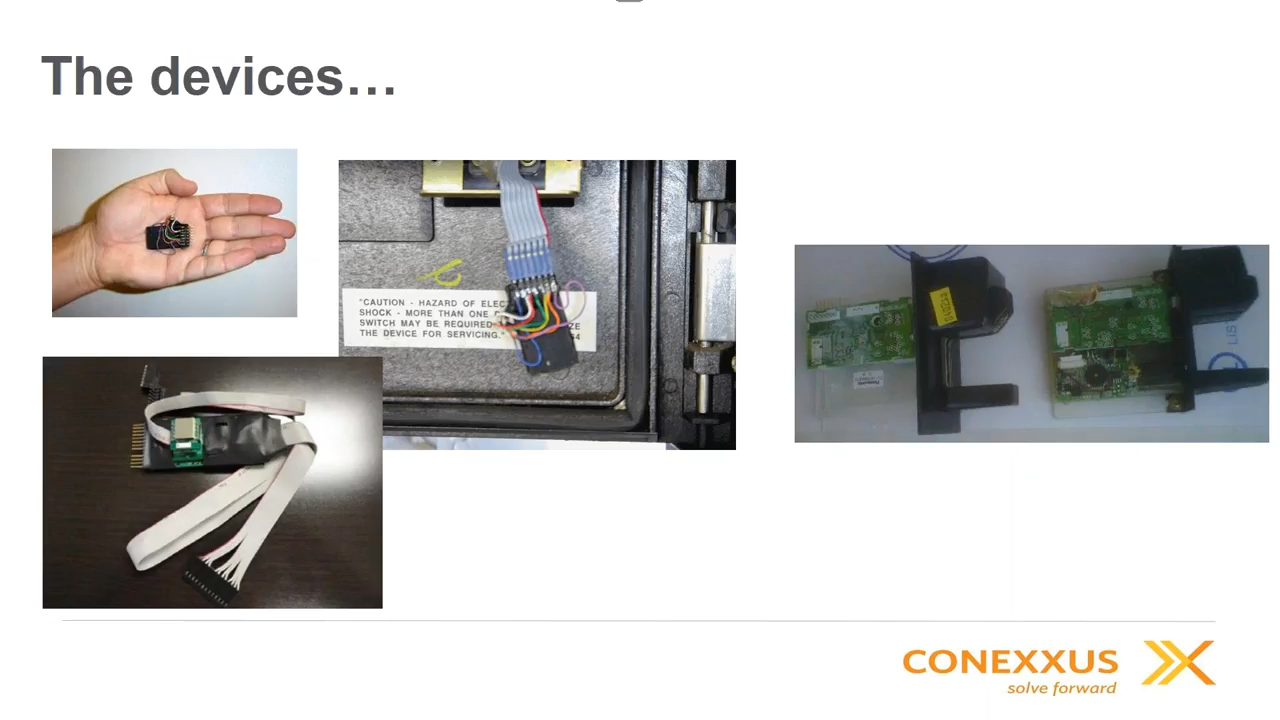 The devices…
"CAUTION - HAZARD OF ELEC
SHOCK - MORE THAN ONE
SWITCH MAY BE REQUIRED
ZE
THE DEVICE FOR SERVICING."
CONEXXUS
solve forward